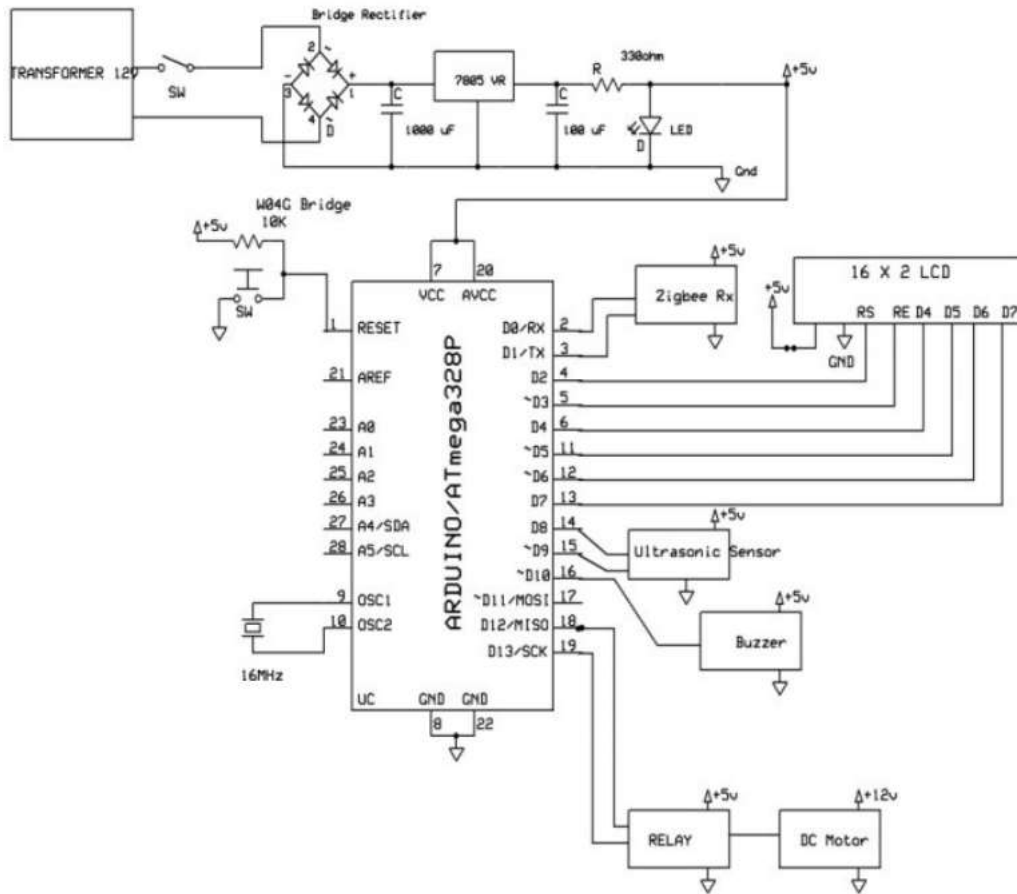 Bridge Rectifier
TRANSFORMER 12V
SW
2
~
-
+
3
1
4
~
D
C
1000 uF
7805 VR
C
100 uF
330ohm
R
D
LED
+5v
Gnd
W04G Bridge
10K
+5v
SW
7
20
VCC
AVCC
1
RESET
21
AREF
23
A0
24
A1
25
A2
26
A3
27
A4/SDA
28
A5/SCL
9
OSC1
10
OSC2
16MHz
UC
GND
GND
8
22
ARDUINO/ATmega328P
D0/RX
2
D1/TX
3
D2
4
~D3
5
D4
6
~D5
11
~D6
12
D7
13
D8
14
~D9
15
~D10
16
~D11/MOSI
17
D12/MISO
18
D13/SCK
19
+5v
Zigbee Rx
16 X 2 LCD
+5v
RS
RE
D4
D5
D6
D7
GND
+5v
Ultrasonic Sensor
+5v
Buzzer
+5v
RELAY
+12v
DC Motor